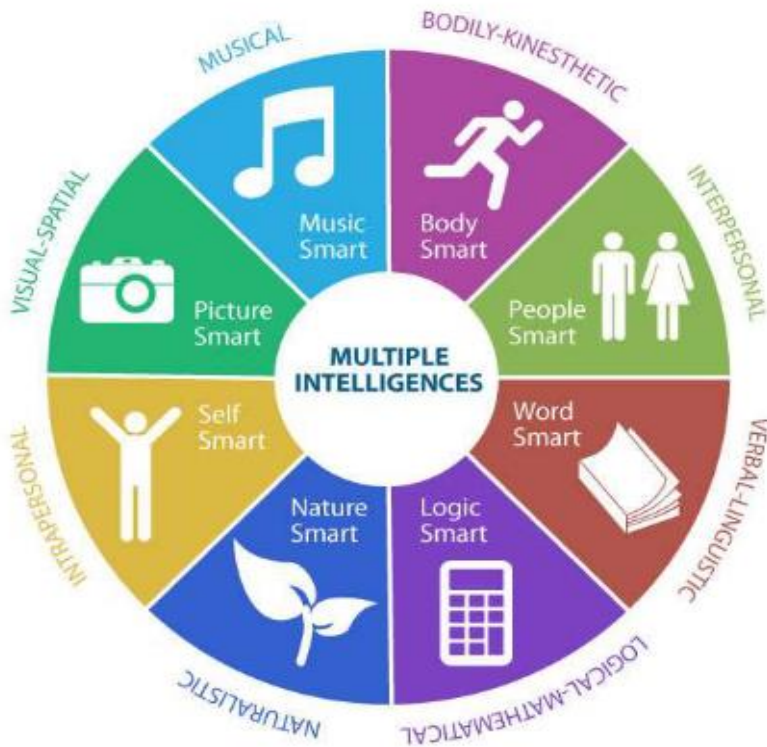 MULTIPLE
INTELLIGENCES
MUSICAL
Music
Smart
BODILY-KINESTHETIC
Body
Smart
INTERPERSONAL
People
Smart
VERBAL-LINGUISTIC
Word
Smart
LOGICAL-MATHEMATICAL
Logic
Smart
NATURALISTIC
Nature
Smart
INTRAPERSONAL
Self
Smart
VISUAL-SPATIAL
Picture
Smart